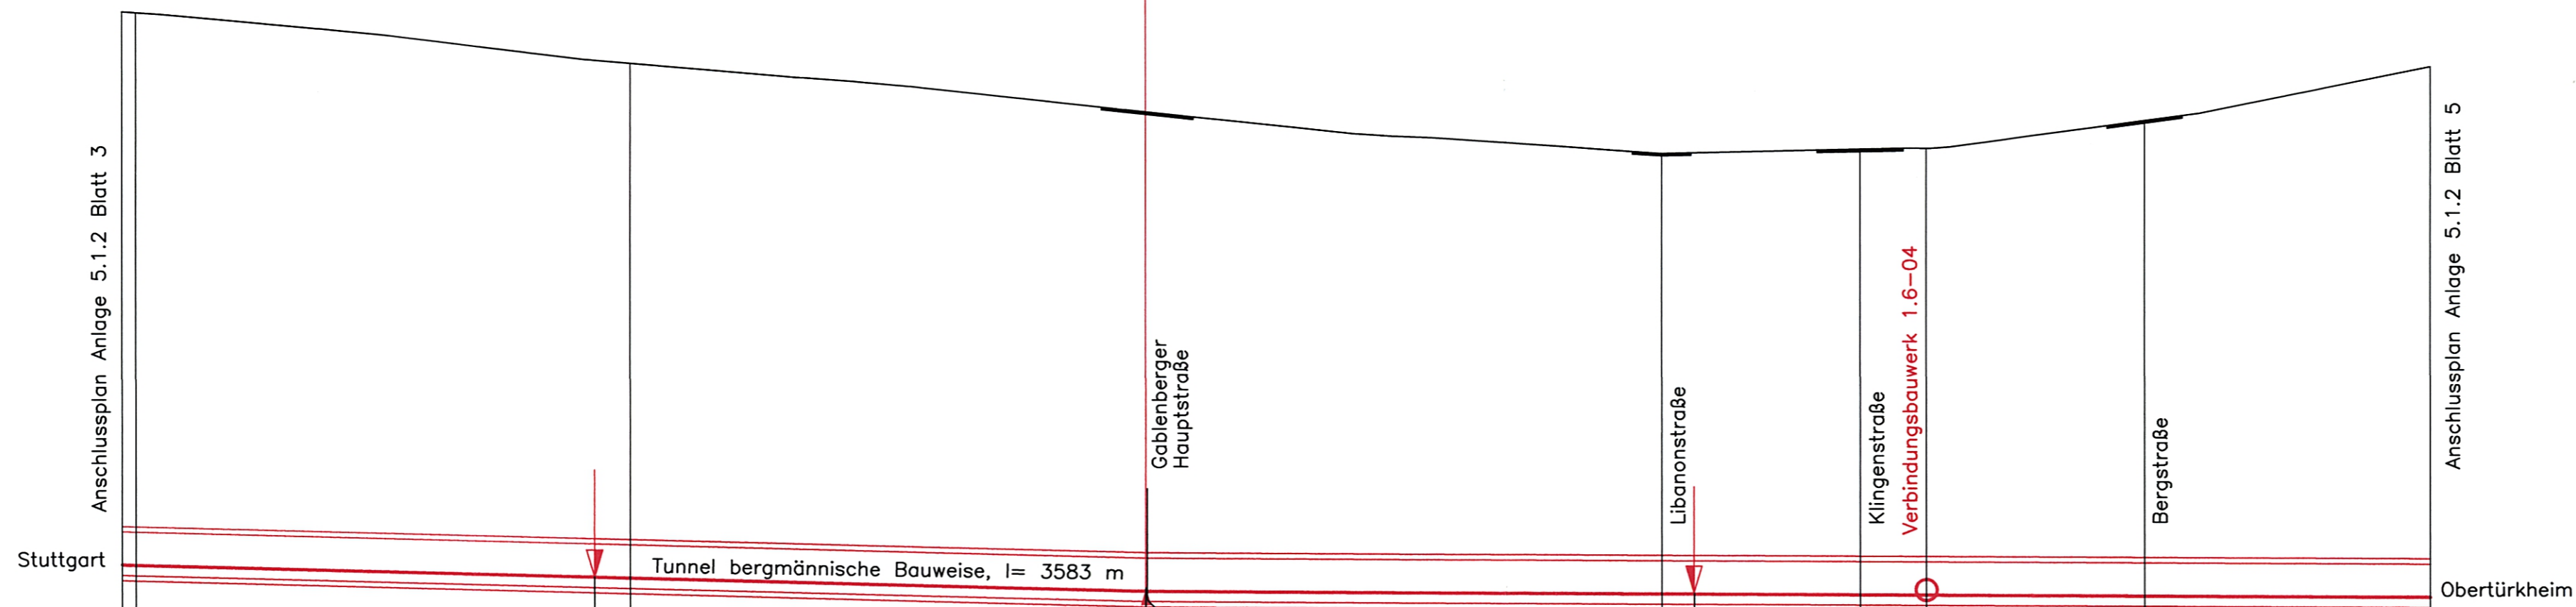 Anschlussplan Anlage 5.1.2 Blatt 3
Stuttgart
Tunnel bergmännische Bauweise, l= 3583 m
Gablenberger
Hauptstraße
Libanonstraße
Klingenstraße
Verbindungsbauwerk 1.6-04
Bergstraße
Anschlussplan Anlage 5.1.2 Blatt 5
Obertürkheim